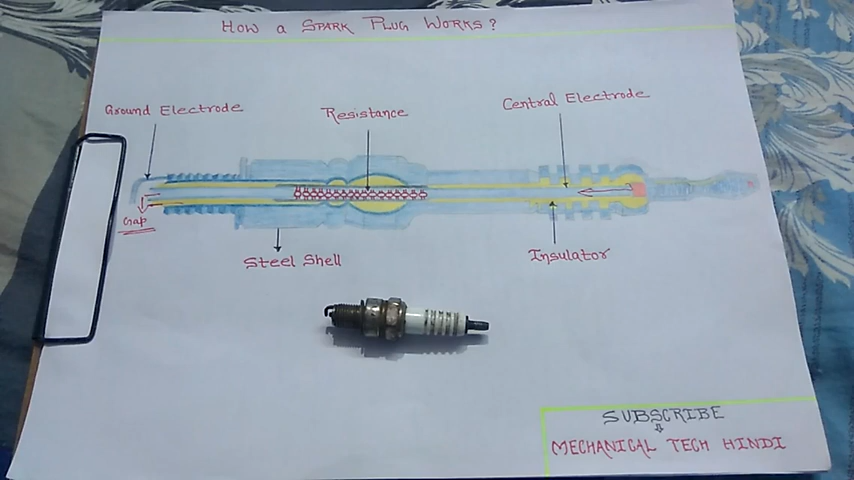 How a Spark Plug Works?
Ground Electrode
Resistance
Central Electrode
Gap
Steel Shell
Insulator
SUBSCRIBE
MECHANICAL TECH HINDI